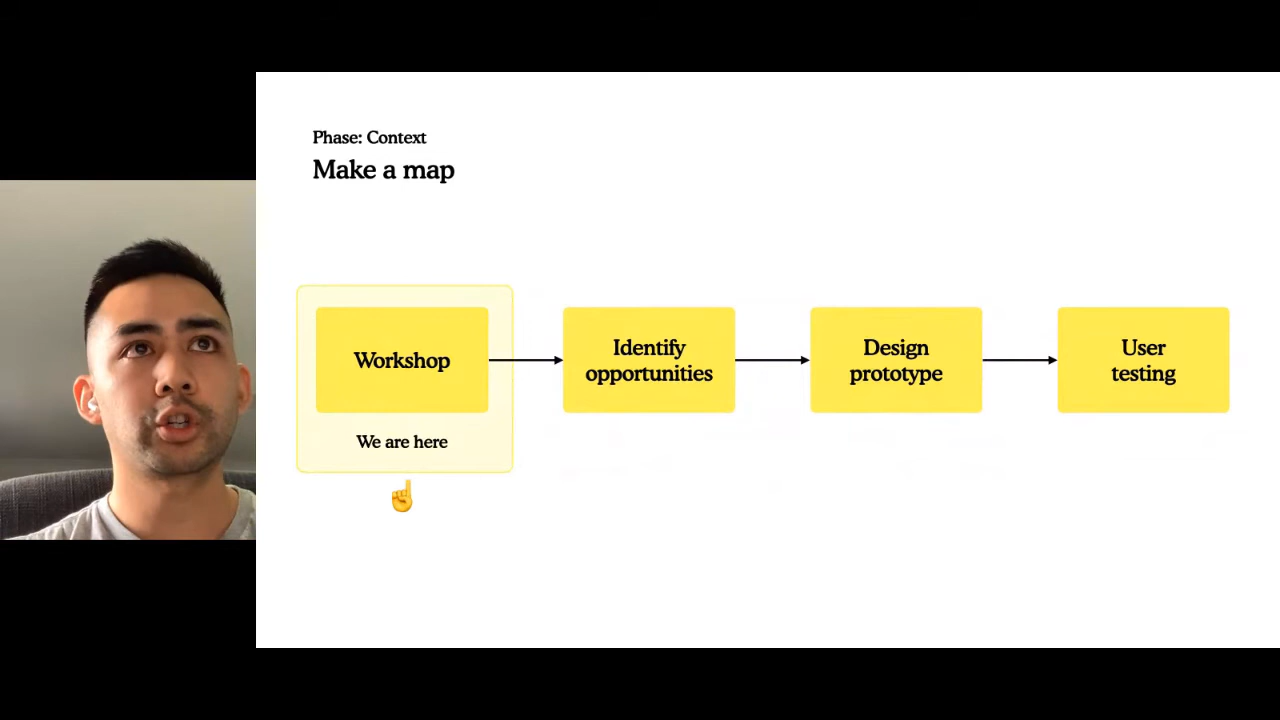 Phase: Context
Make a map
Workshop
We are here
Identify
opportunities
Design
prototype
User
testing